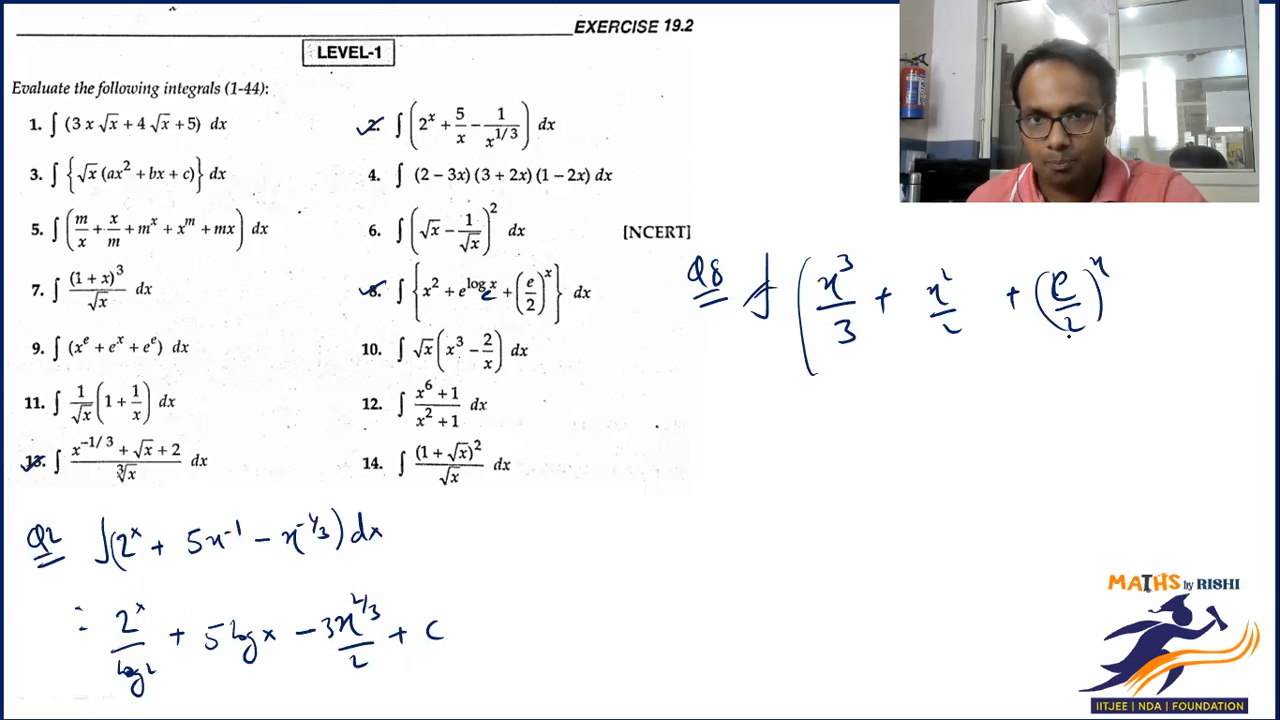 EXERCISE 19.2
LEVEL-1
Evaluate the following integrals (1-44):
1. ∫ (3 x √x + 4 √x + 5) dx
2. ∫ (2^x + 5/x − 1/x^{1/3}) dx
3. ∫ {√x (ax² + bx + c)} dx
4. ∫ (2 − 3x) (3 + 2x) (1 − 2x) dx
5. ∫ (m/x + x/m + m^x + x^m + mx) dx
6. ∫ (√x − 1/√x)² dx [NCERT]
7. ∫ (1 + x)³/√x dx
8. ∫ {x² + e^{log_e x} + (e/2)^x} dx
9. ∫ (x^e + e^x + e^e) dx
10. ∫ √x (x³ − 2/x) dx
11. ∫ 1/√x (1 + 1/x) dx
12. ∫ (x⁶ + 1)/(x² + 1) dx
13. ∫ (x^{−1/3} + √x + 2)/∛x dx
14. ∫ (1 + √x)²/√x dx
Q8 ∫ (x³/3 + x²/2 + (e/2)^x
Q2 ∫(2^x + 5x^{-1} − x^{-1/3}) dx
= 2^x/log2 + 5 log x − 3x^{2/3}/2 + c
MATHS by RISHI
IITJEE | NDA | FOUNDATION